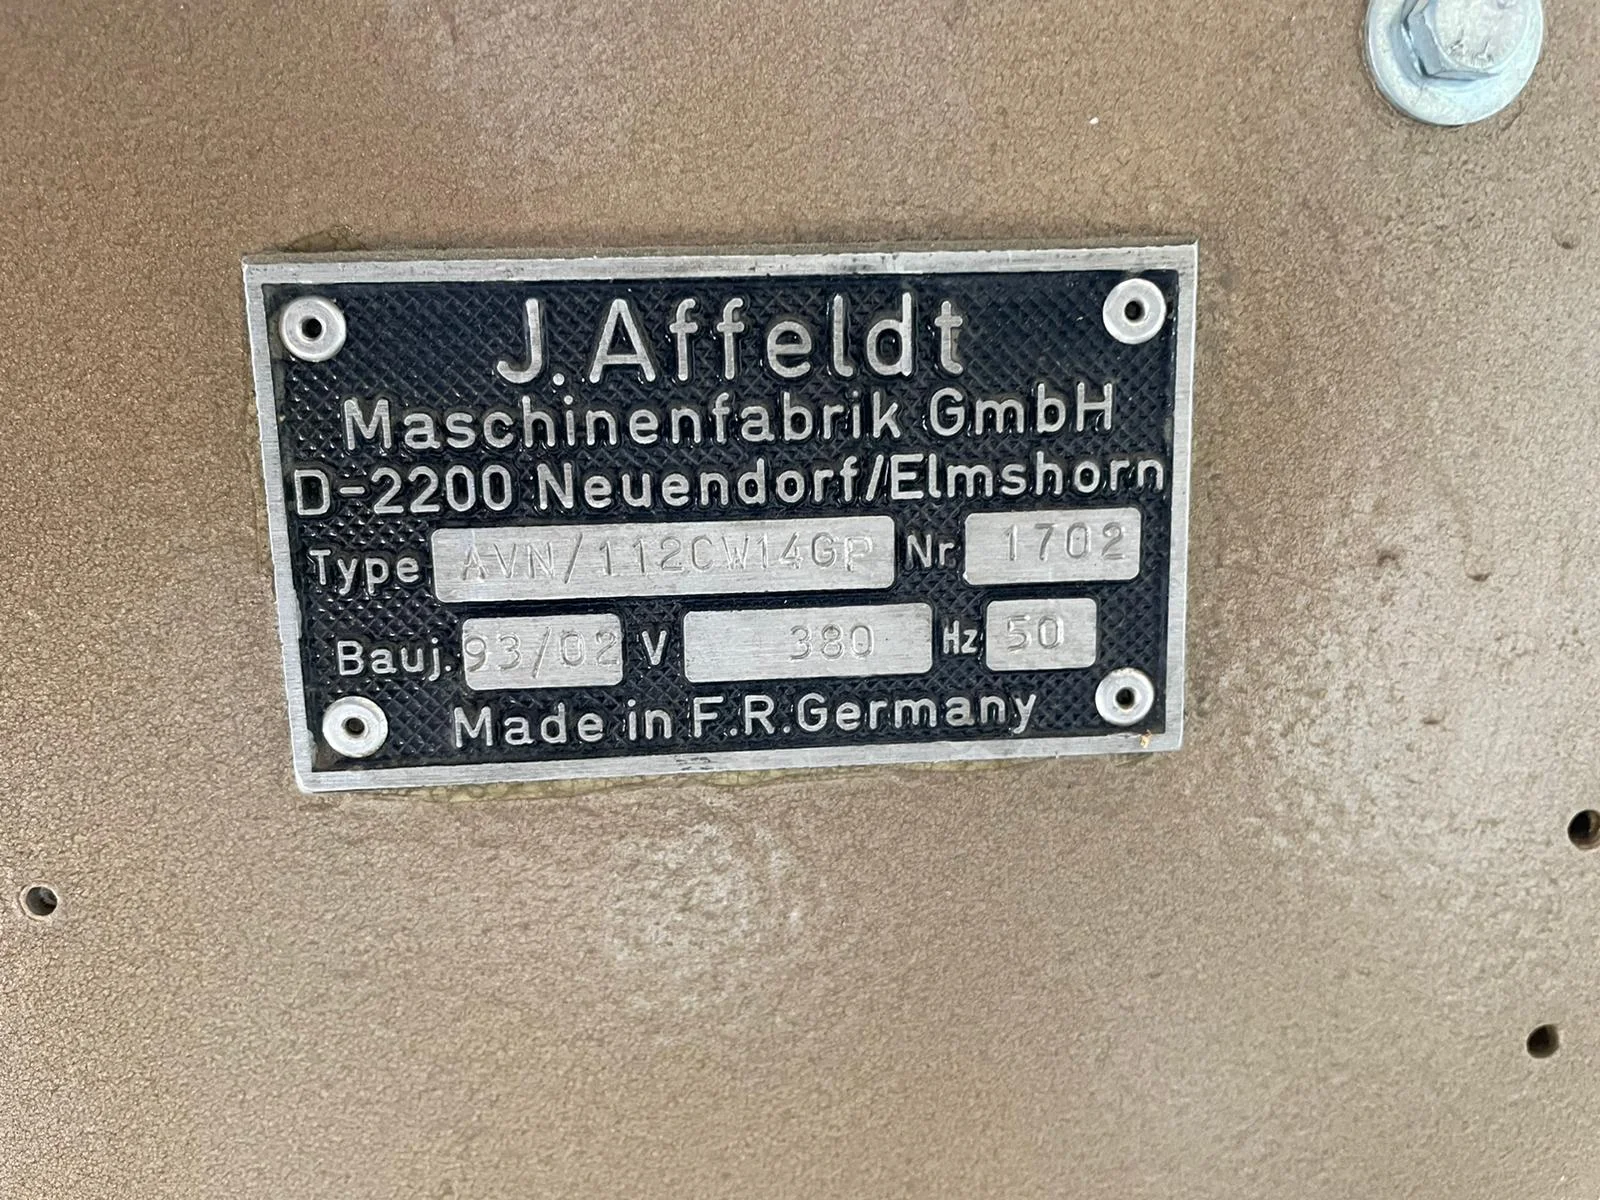 J. Affeldt
Maschinenfabrik GmbH
D-2200 Neuendorf/Elmshorn
Type AVN/112CW14GP Nr. 1702
Bauj. 93/02 V 380 Hz 50
Made in F.R.Germany